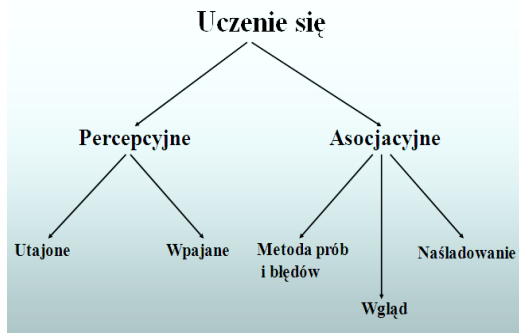 Uczenie się
Percepcyjne
Asocjacyjne
Utajone
Wpajane
Metoda prób
i błędów
Wgląd
Naśladowanie